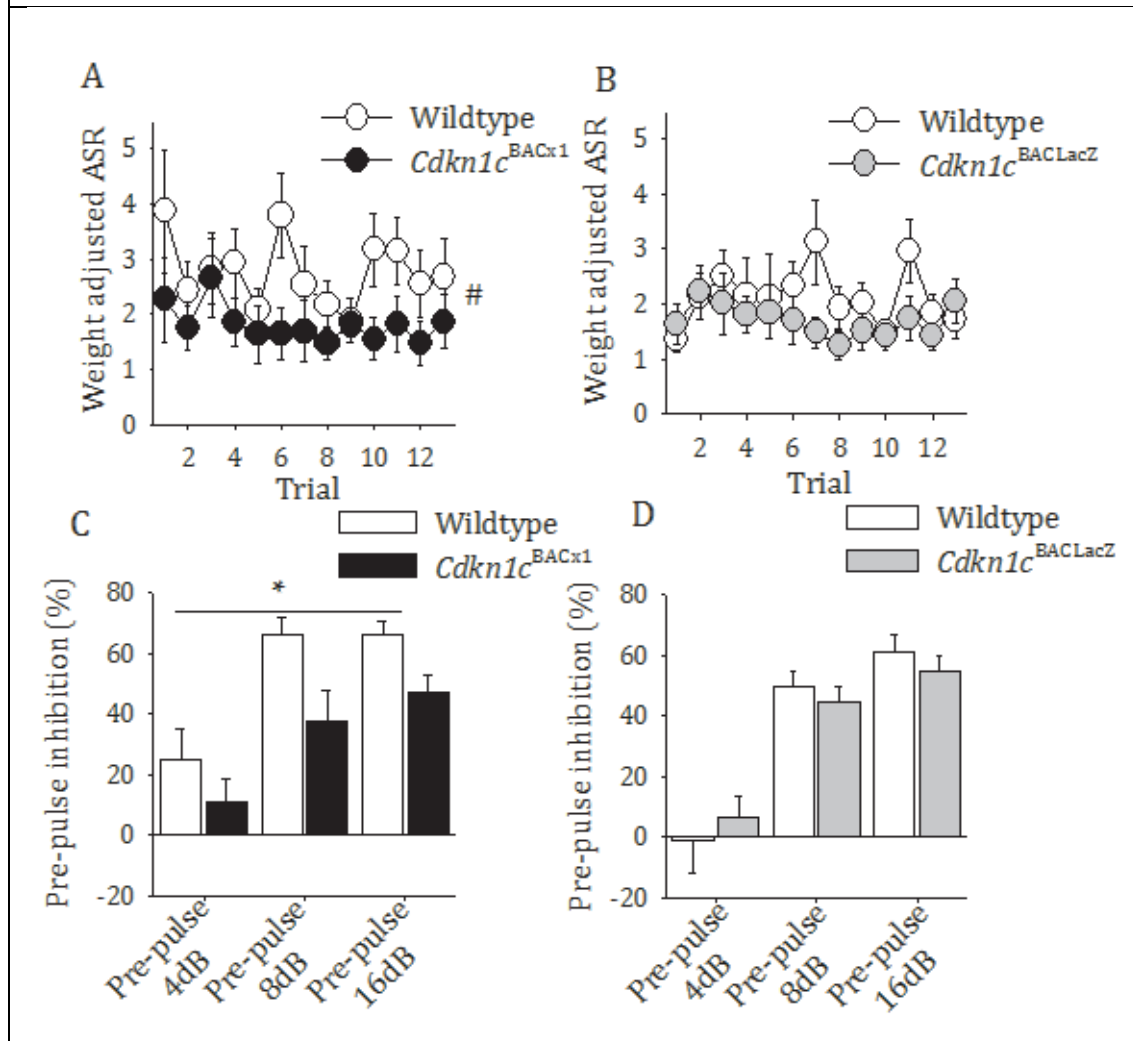 A
Wildtype
Cdkn1c BACx1
Weight adjusted ASR
5
4
3
2
1
0
#
2 4 6 8 10 12
Trial
B
Wildtype
Cdkn1c BACLacZ
Weight adjusted ASR
5
4
3
2
1
0
2 4 6 8 10 12
Trial
C
Wildtype
Cdkn1c BACx1
*
Pre-pulse inhibition (%)
80
60
40
20
0
-20
Pre-pulse
4dB
Pre-pulse
8dB
Pre-pulse
16dB
D
Wildtype
Cdkn1c BACLacZ
Pre-pulse inhibition (%)
80
60
40
20
0
-20
Pre-pulse
4dB
Pre-pulse
8dB
Pre-pulse
16dB